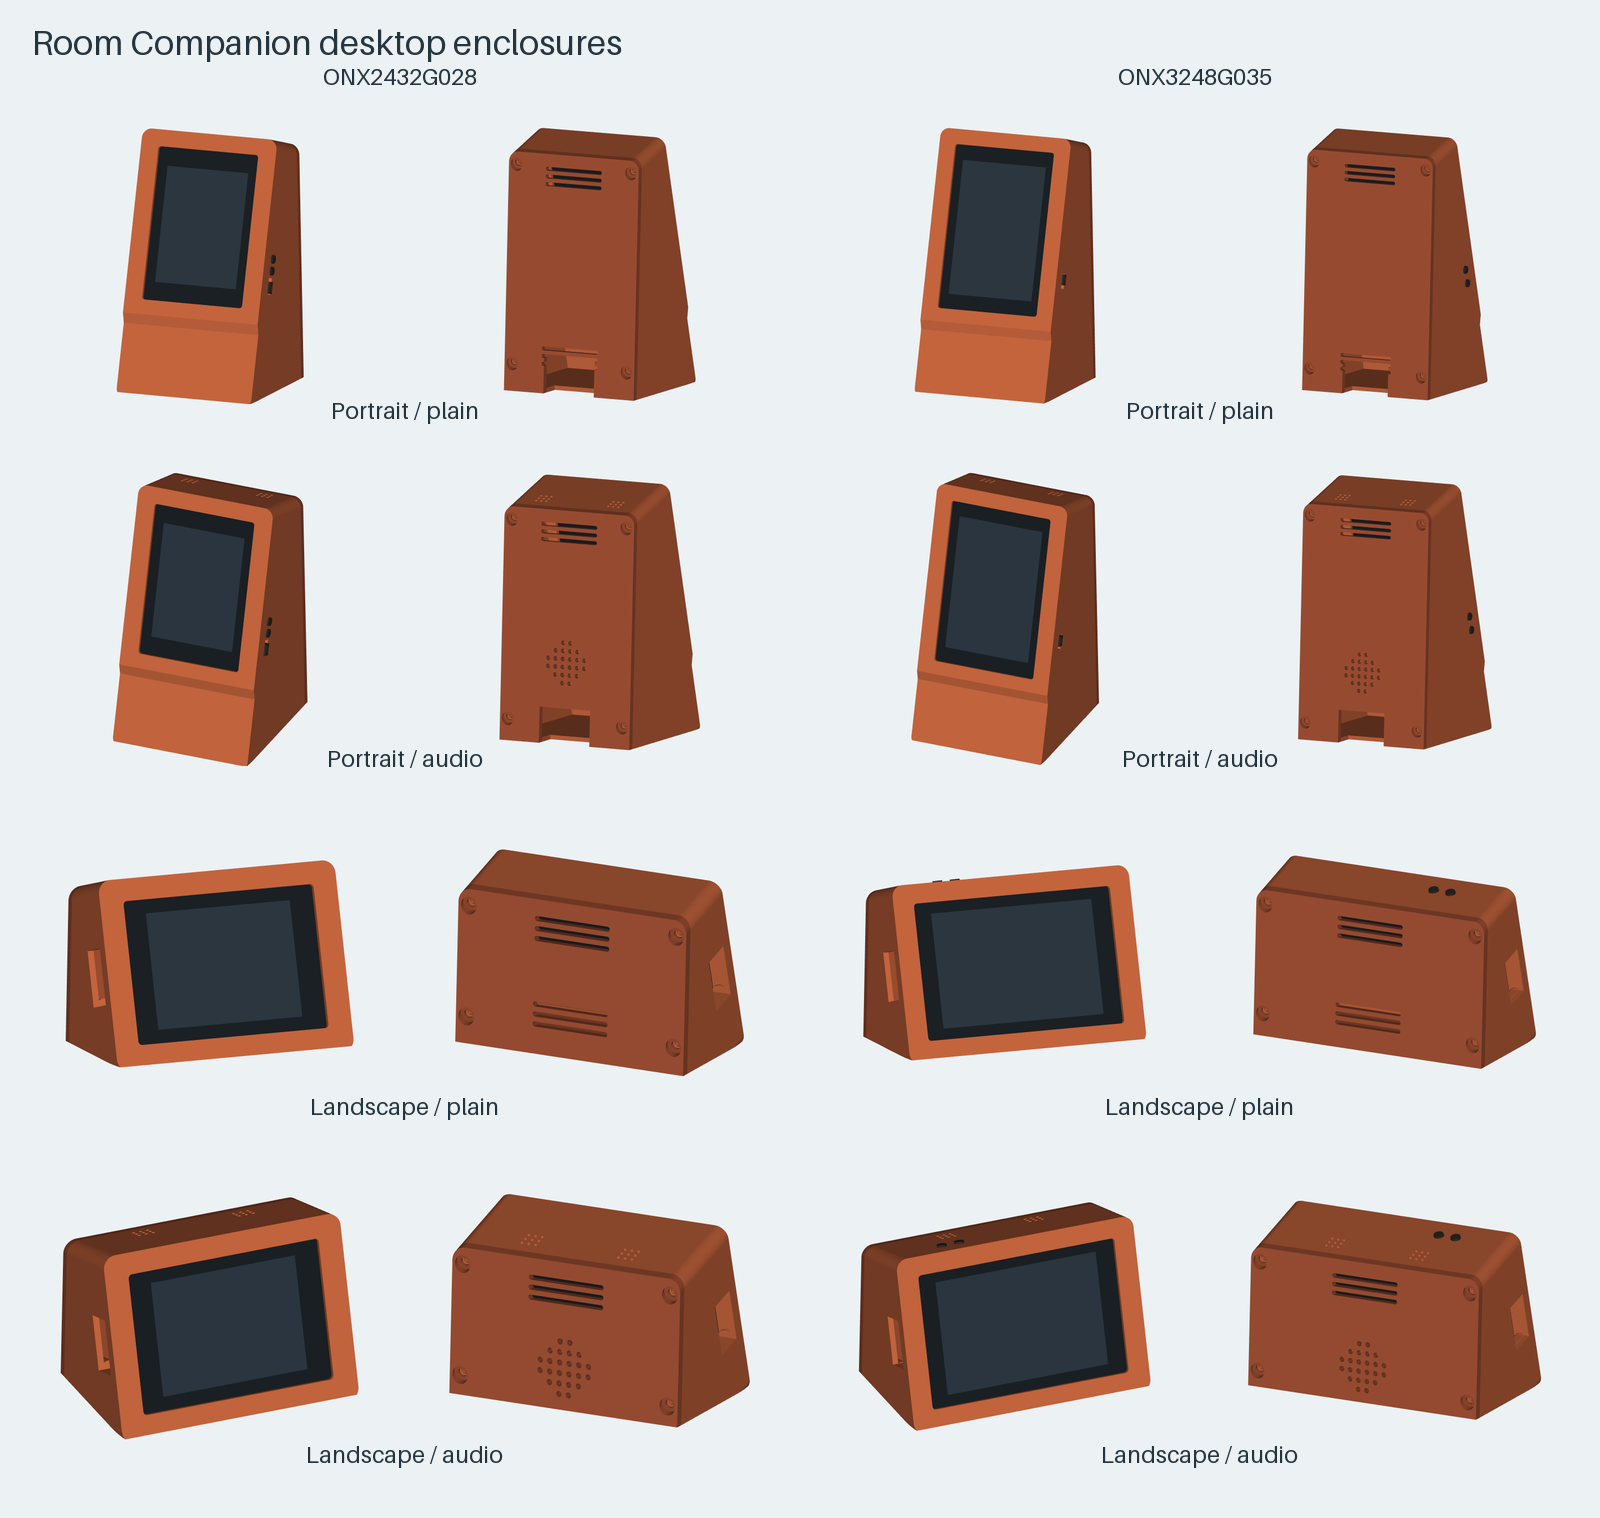 Room Companion desktop enclosures
ONX2432G028
ONX3248G035
Portrait / plain
Portrait / plain
Portrait / audio
Portrait / audio
Landscape / plain
Landscape / plain
Landscape / audio
Landscape / audio